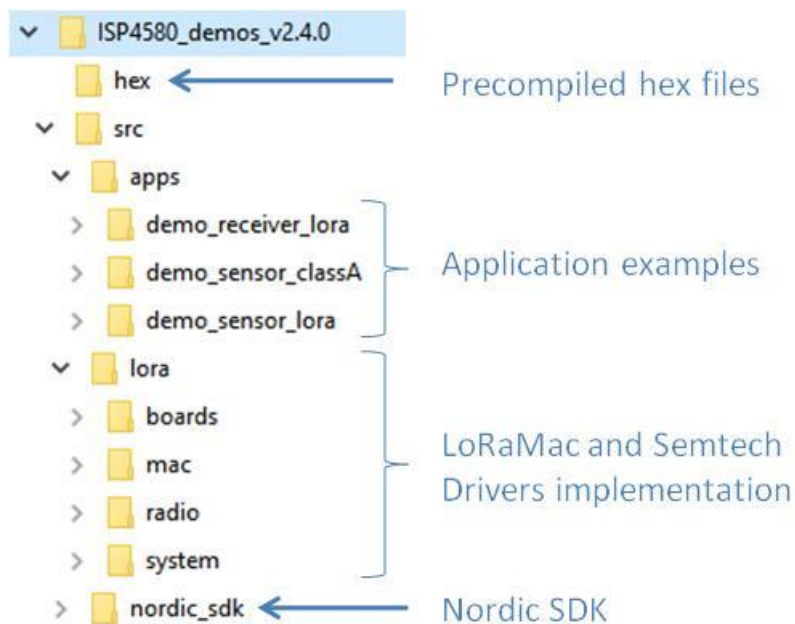 ISP4580_demos_v2.4.0
hex
Precompiled hex files
src
apps
demo_receiver_lora
demo_sensor_classA
Application examples
demo_sensor_lora
lora
boards
mac
LoRaMac and Semtech
Drivers implementation
radio
system
nordic_sdk
Nordic SDK